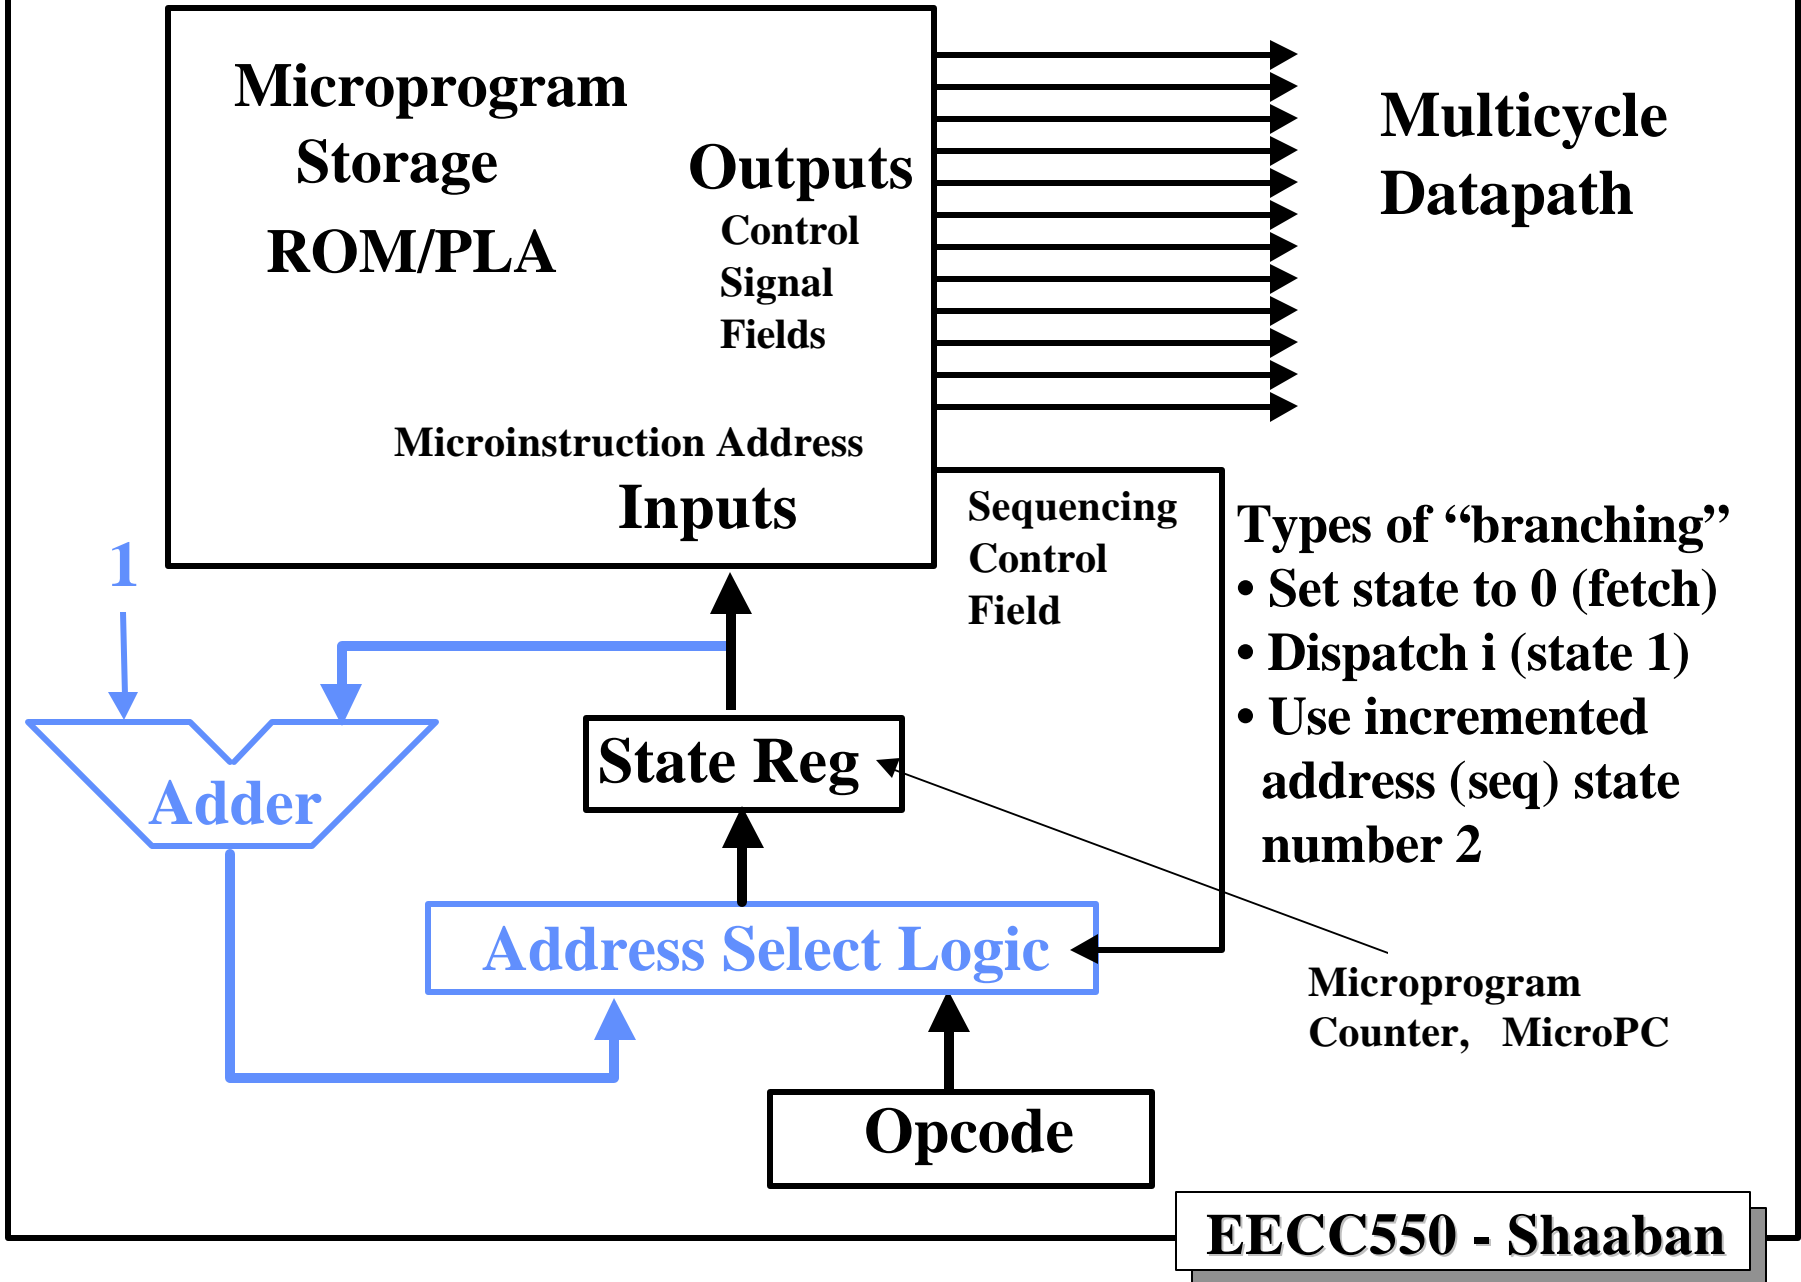 Microprogram
Storage
ROM/PLA
Outputs
Control
Signal
Fields
Multicycle
Datapath
Microinstruction Address
Inputs
Sequencing
Control
Field
Types of “branching”
• Set state to 0 (fetch)
• Dispatch i (state 1)
• Use incremented
address (seq) state
number 2
1
Adder
State Reg
Address Select Logic
Microprogram
Counter, MicroPC
Opcode
EECC550 - Shaaban